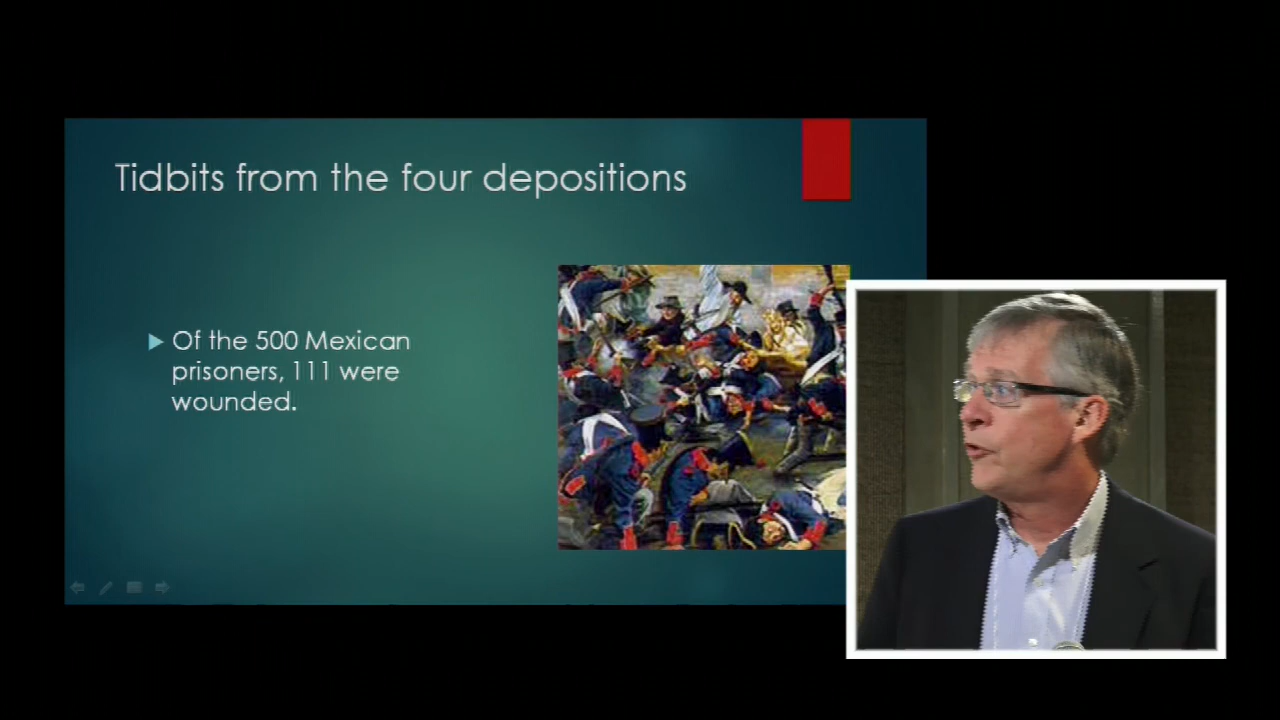 Tidbits from the four depositions
Of the 500 Mexican
prisoners, 111 were
wounded.